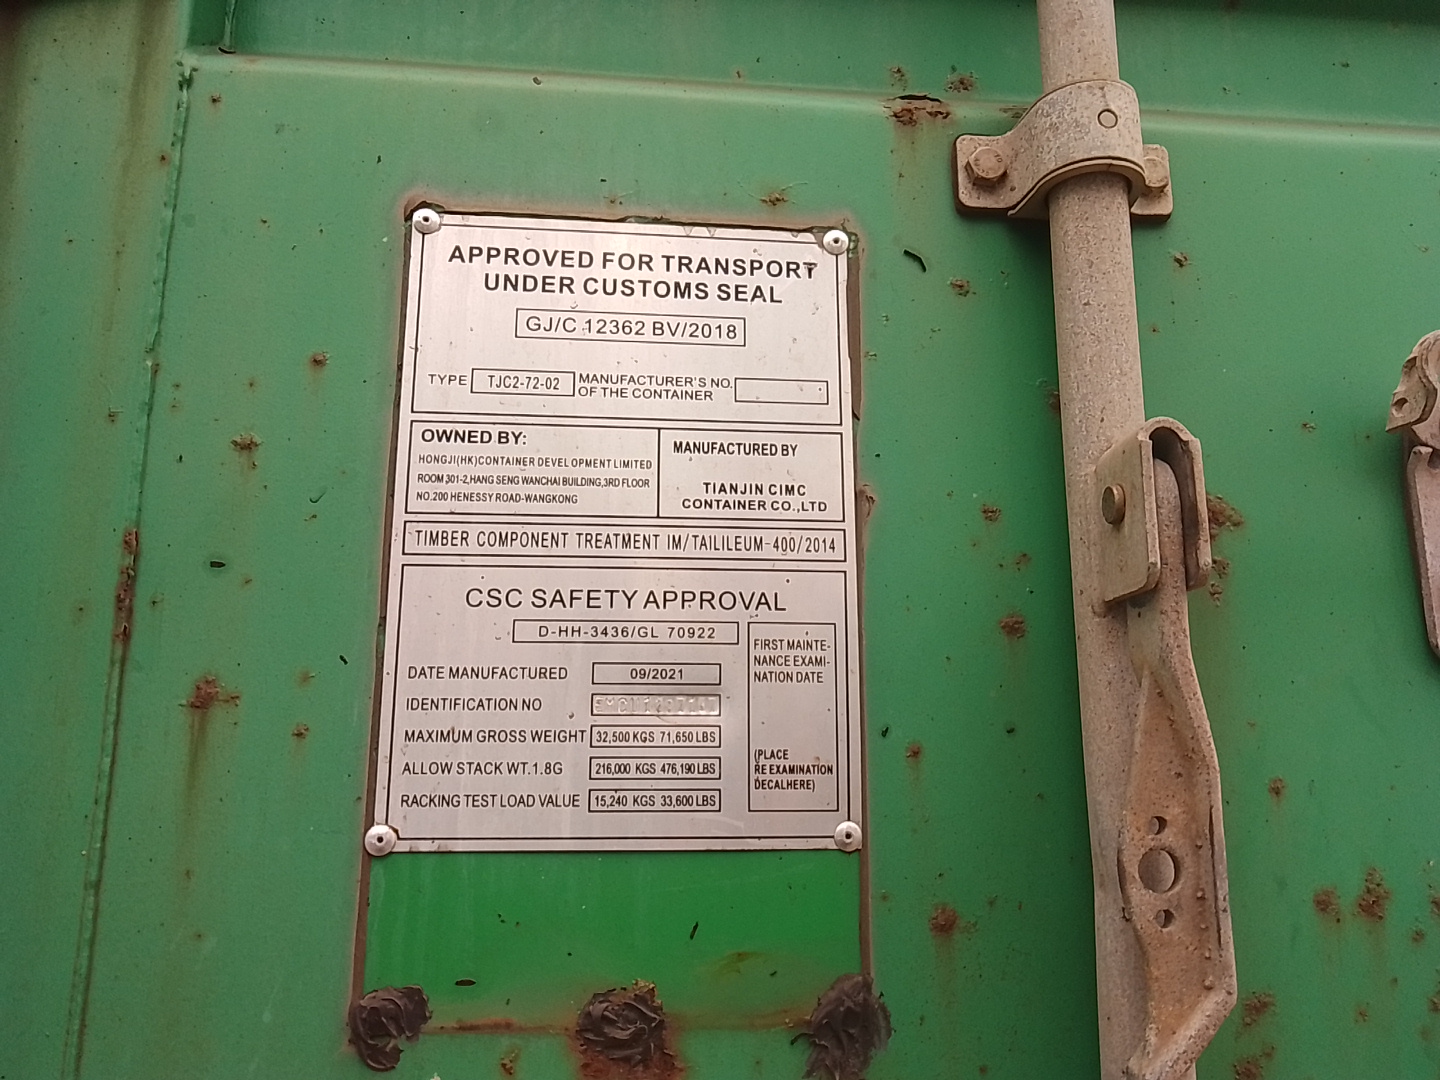 APPROVED FOR TRANSPORT
UNDER CUSTOMS SEAL
GJ/C 12362 BV/2018
TYPE TJC2-72-02 MANUFACTURER'S NO.
OF THE CONTAINER
OWNED BY:
HONGJI(HK)CONTAINER DEVELOPMENT LIMITED
ROOM 301-2,HANG SENG WANCHAI BUILDING,3RD FLOOR
NO.200 HENESSY ROAD-WANGKONG
MANUFACTURED BY
TIANJIN CIMC
CONTAINER CO.,LTD
TIMBER COMPONENT TREATMENT IM/TAILILEUM-400/2014
CSC SAFETY APPROVAL
D-HH-3436/GL 70922
DATE MANUFACTURED 09/2021
IDENTIFICATION NO
MAXIMUM GROSS WEIGHT 32,500 KGS 71,650 LBS
ALLOW STACK WT.1.8G 216,000 KGS 476,190 LBS
RACKING TEST LOAD VALUE 15,240 KGS 33,600 LBS
FIRST MAINTE-
NANCE EXAMI-
NATION DATE
(PLACE
RE EXAMINATION
DECALHERE)